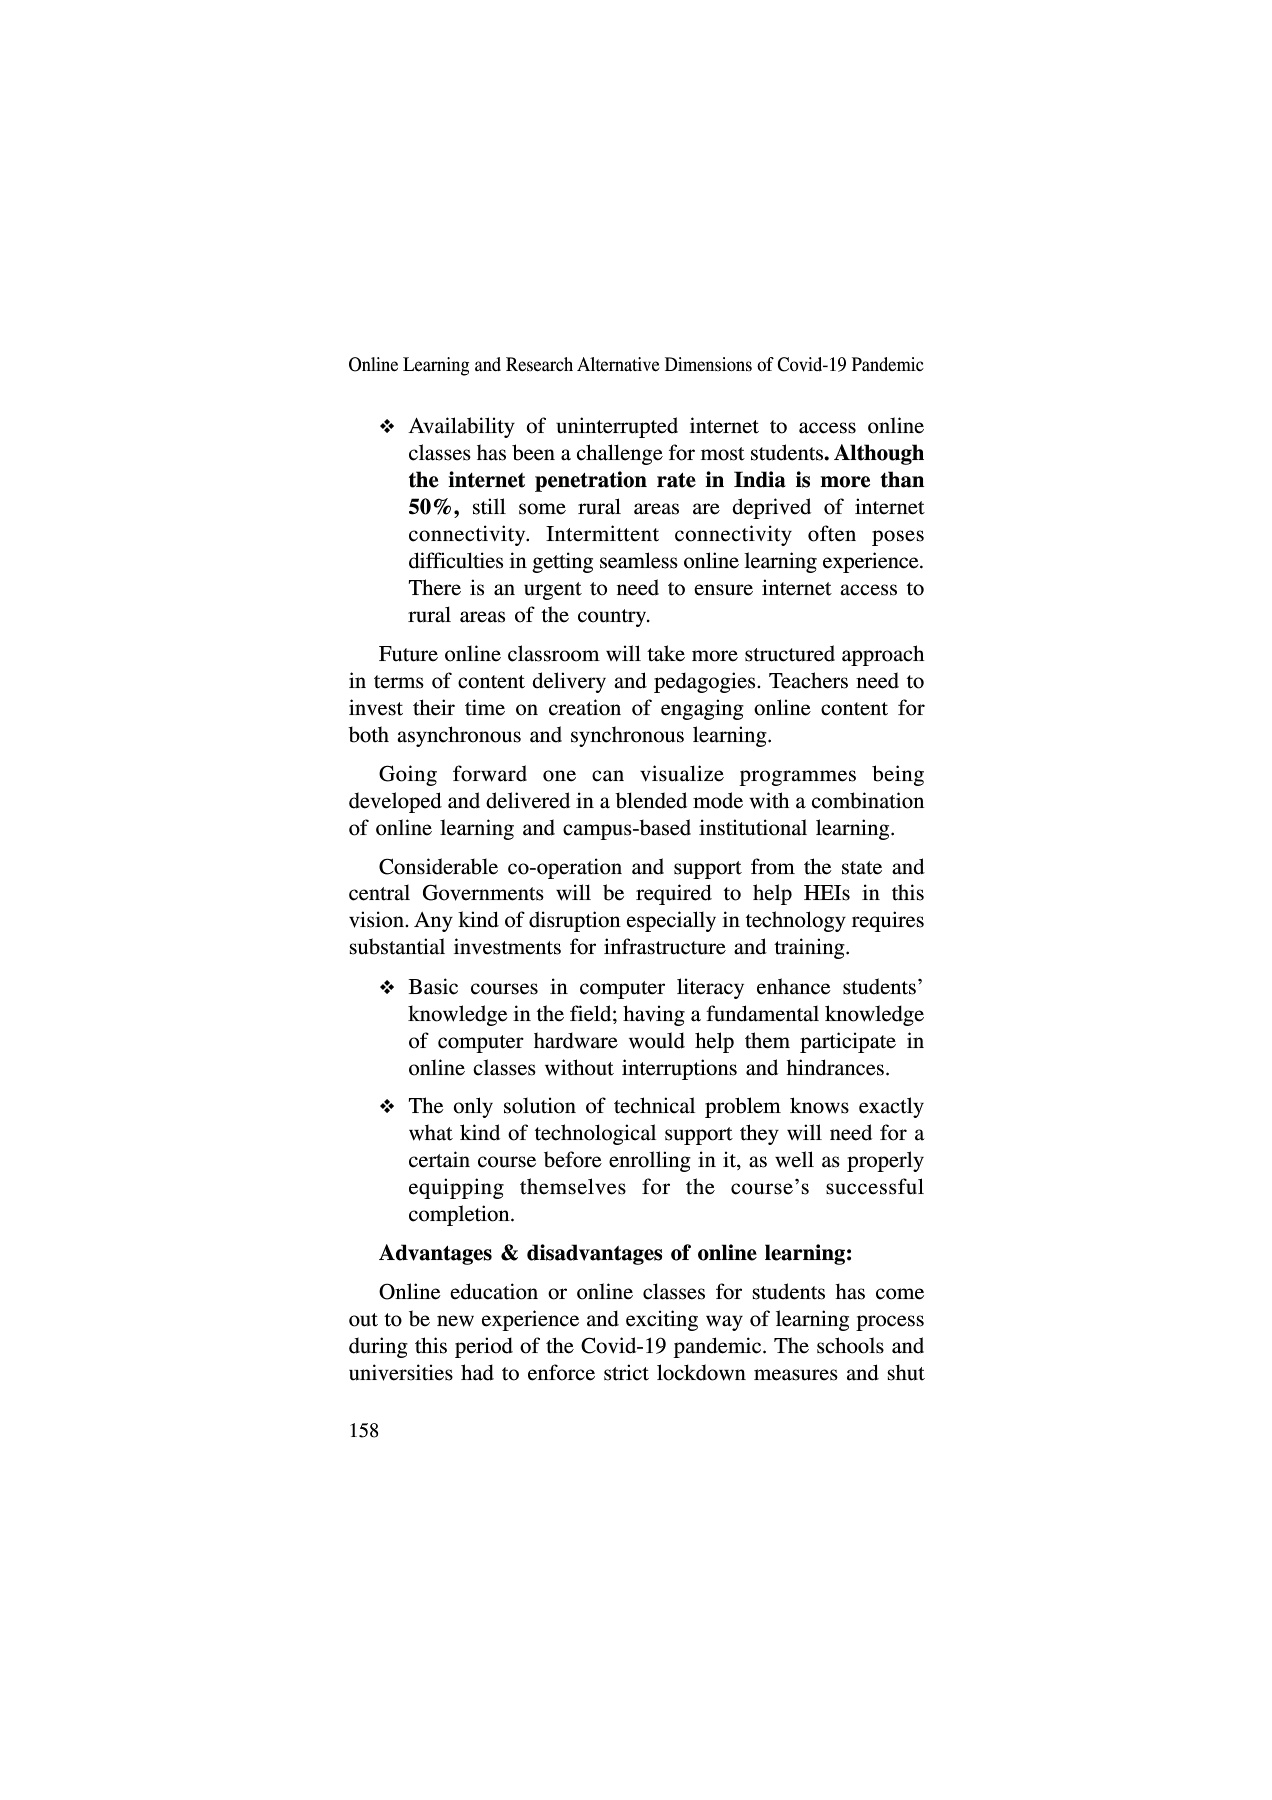 Online Learning and Research Alternative Dimensions of Covid-19 Pandemic
❖ Availability of uninterrupted internet to access online
classes has been a challenge for most students. Although
the internet penetration rate in India is more than
50%, still some rural areas are deprived of internet
connectivity. Intermittent connectivity often poses
difficulties in getting seamless online learning experience.
There is an urgent to need to ensure internet access to
rural areas of the country.
Future online classroom will take more structured approach
in terms of content delivery and pedagogies. Teachers need to
invest their time on creation of engaging online content for
both asynchronous and synchronous learning.
Going forward one can visualize programmes being
developed and delivered in a blended mode with a combination
of online learning and campus-based institutional learning.
Considerable co-operation and support from the state and
central Governments will be required to help HEIs in this
vision. Any kind of disruption especially in technology requires
substantial investments for infrastructure and training.
❖ Basic courses in computer literacy enhance students’
knowledge in the field; having a fundamental knowledge
of computer hardware would help them participate in
online classes without interruptions and hindrances.
❖ The only solution of technical problem knows exactly
what kind of technological support they will need for a
certain course before enrolling in it, as well as properly
equipping themselves for the course’s successful
completion.
Advantages & disadvantages of online learning:
Online education or online classes for students has come
out to be new experience and exciting way of learning process
during this period of the Covid-19 pandemic. The schools and
universities had to enforce strict lockdown measures and shut
158